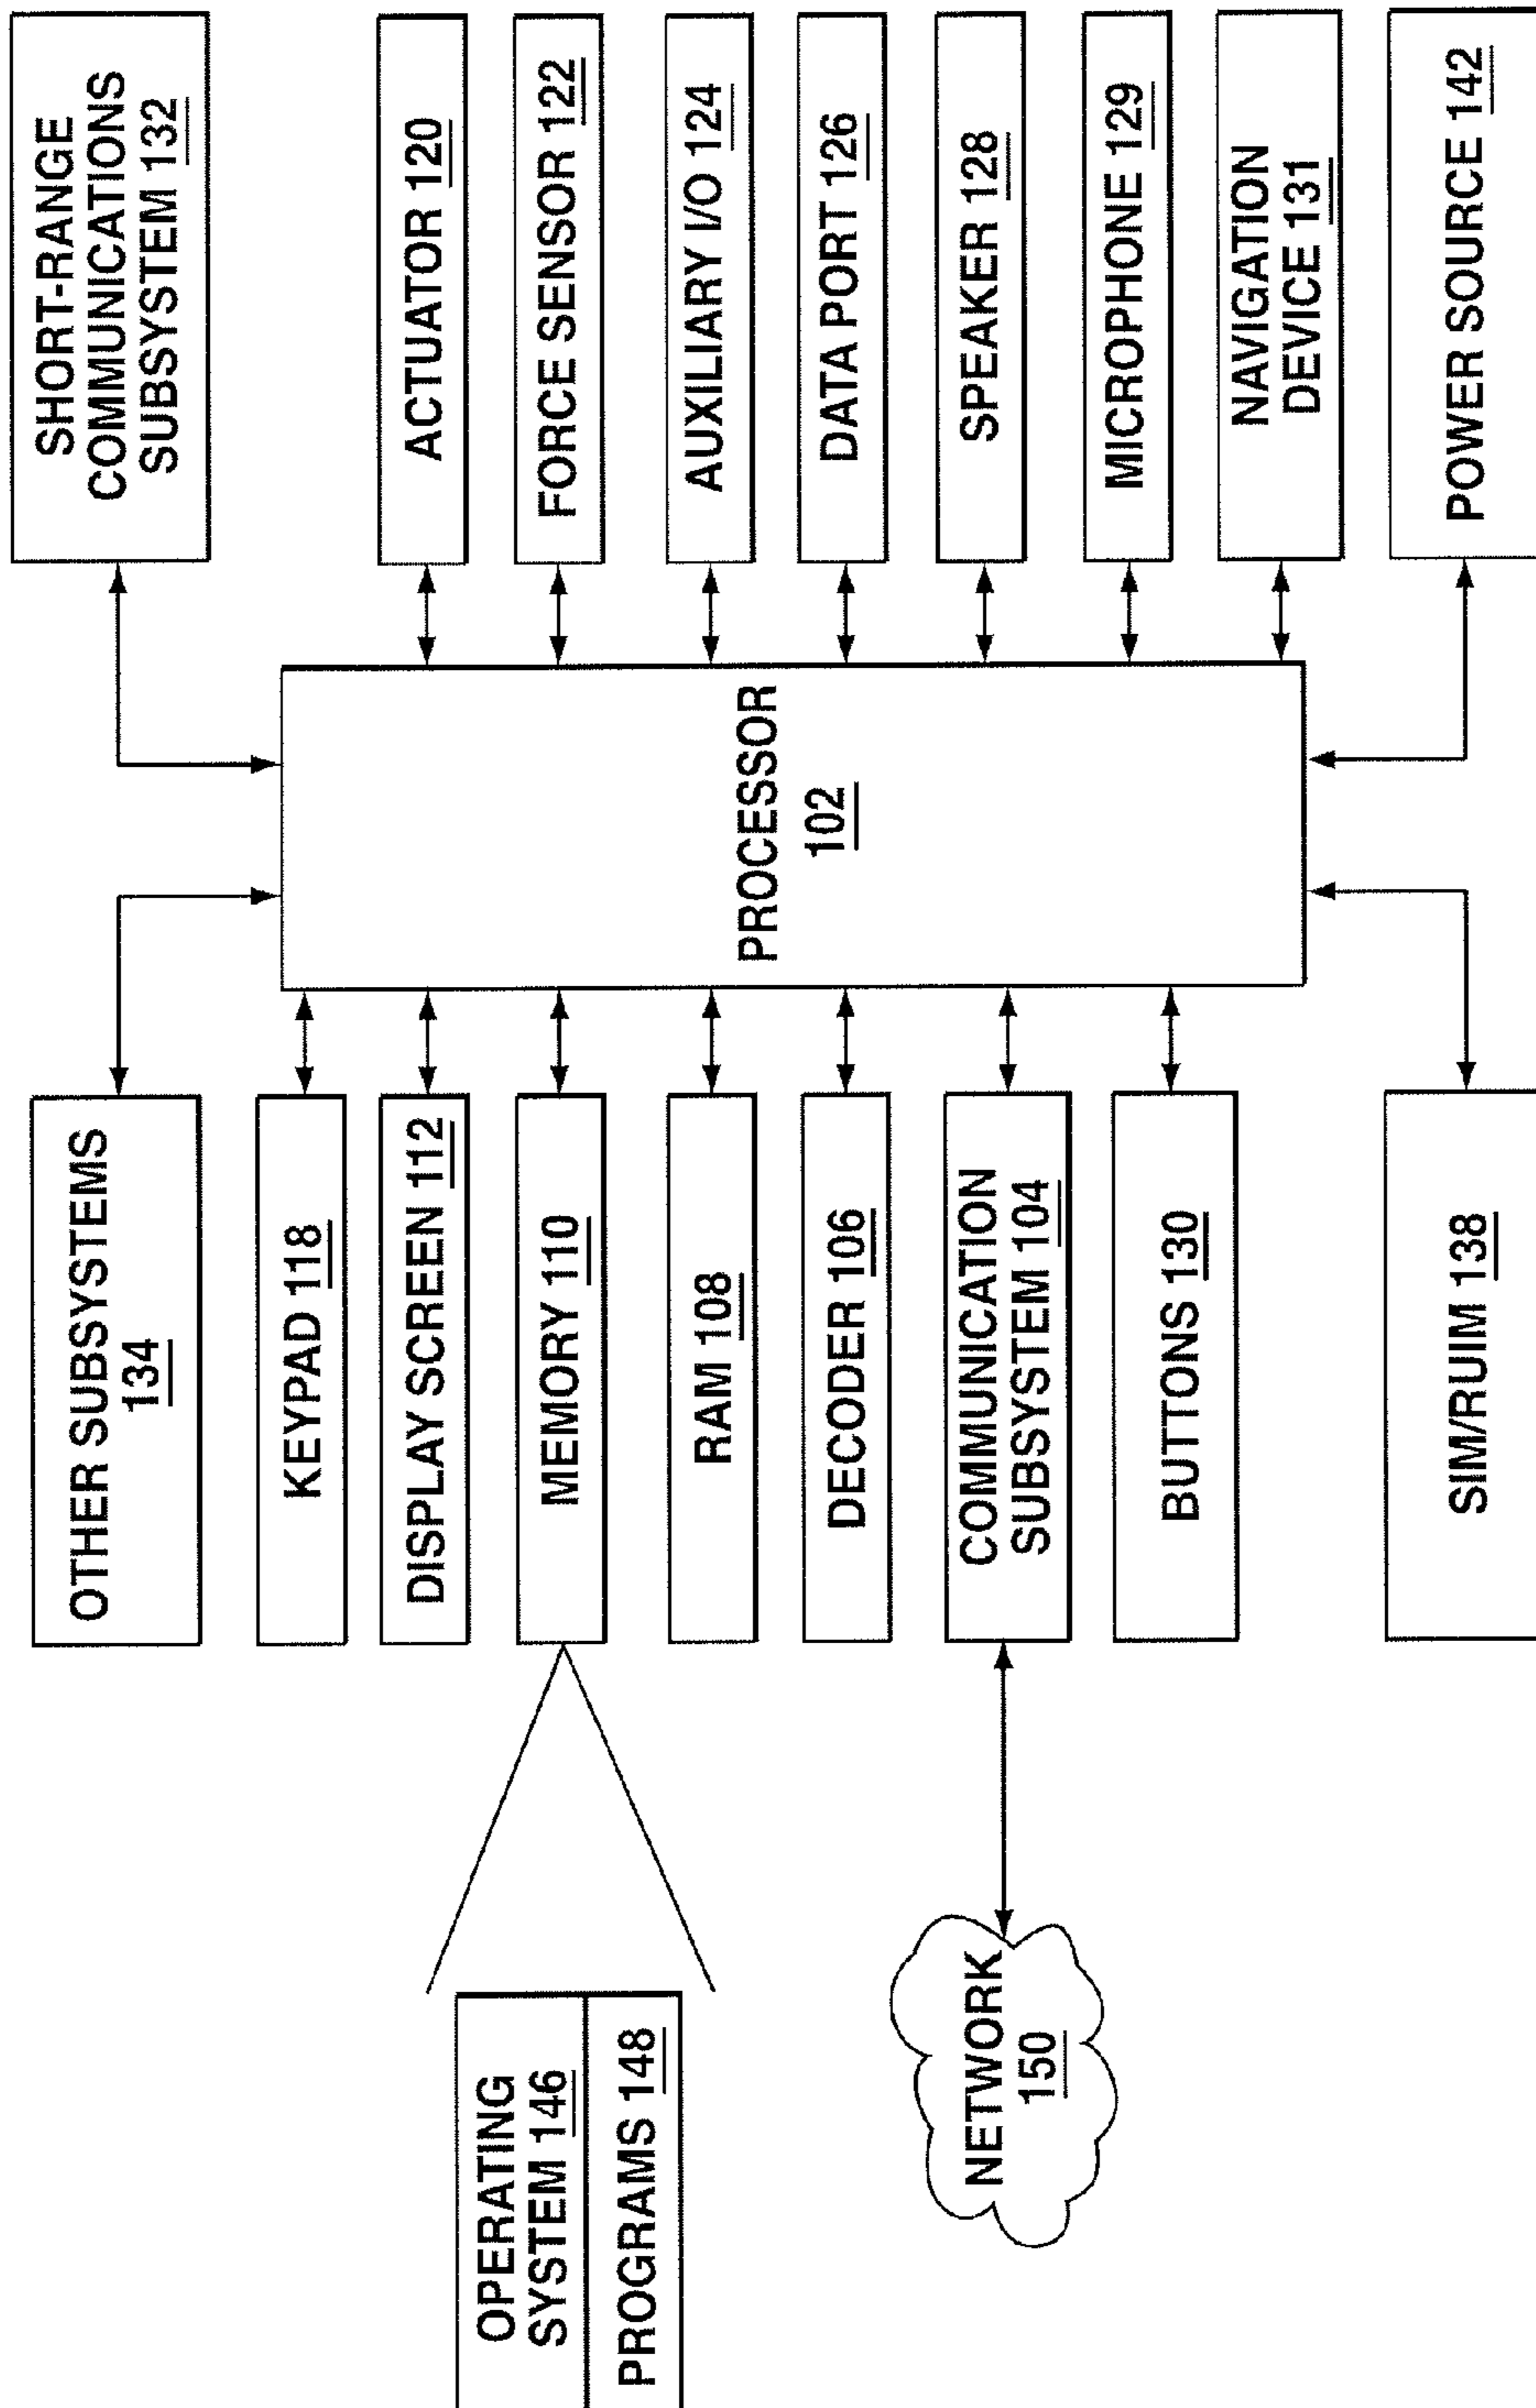 OTHER SUBSYSTEMS
134
KEYPAD 118
DISPLAY SCREEN 112
MEMORY 110
RAM 108
DECODER 106
COMMUNICATION
SUBSYSTEM 104
BUTTONS 130
SIM/RUIM 138
OPERATING
SYSTEM 146
PROGRAMS 148
NETWORK
150
PROCESSOR
102
SHORT-RANGE
COMMUNICATIONS
SUBSYSTEM 132
ACTUATOR 120
FORCE SENSOR 122
AUXILIARY I/O 124
DATA PORT 126
SPEAKER 128
MICROPHONE 129
NAVIGATION
DEVICE 131
POWER SOURCE 142